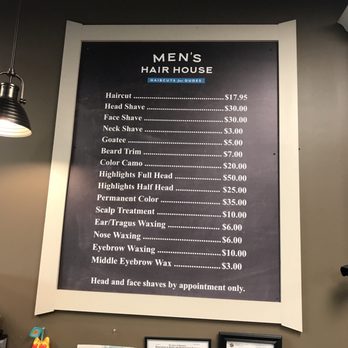 MEN'S
HAIR HOUSE
HAIRCUTS for DUDES
Haircut ........................................ $17.95
Head Shave ................................ $30.00
Face Shave ................................. $30.00
Neck Shave ................................ $3.00
Goatee ........................................ $5.00
Beard Trim ................................ $7.00
Color Camo ............................... $20.00
Highlights Full Head ................. $50.00
Highlights Half Head ................ $25.00
Permanent Color ....................... $35.00
Scalp Treatment ........................ $10.00
Ear/Tragus Waxing ................... $6.00
Nose Waxing .............................. $6.00
Eyebrow Waxing ....................... $10.00
Middle Eyebrow Wax ................ $3.00
Head and face shaves by appointment only.